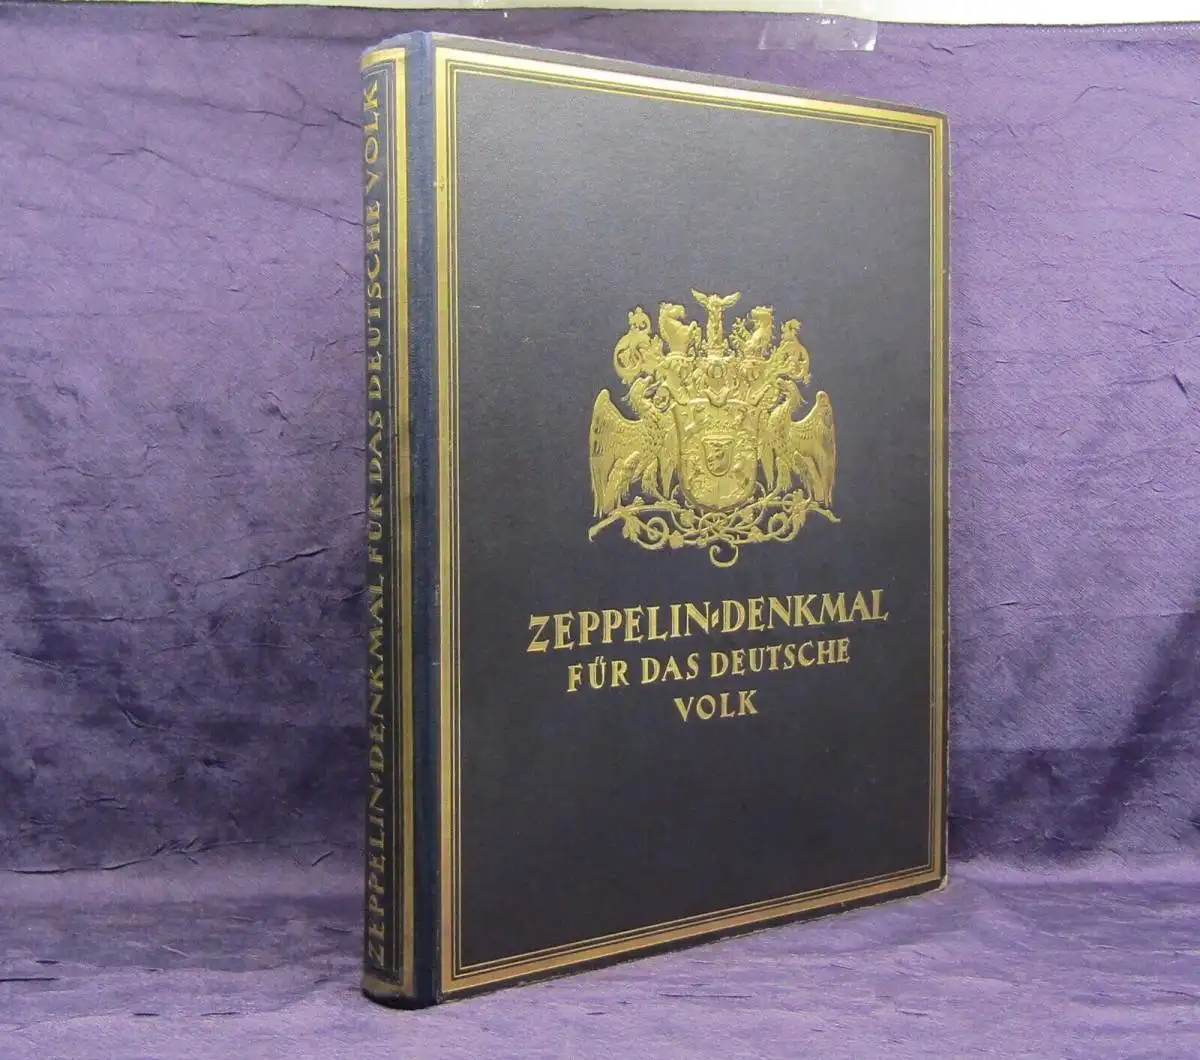 ZEPPELIN-DENKMAL FÜR DAS DEUTSCHE VOLK
ZEPPELIN-DENKMAL
FÜR DAS DEUTSCHE
VOLK